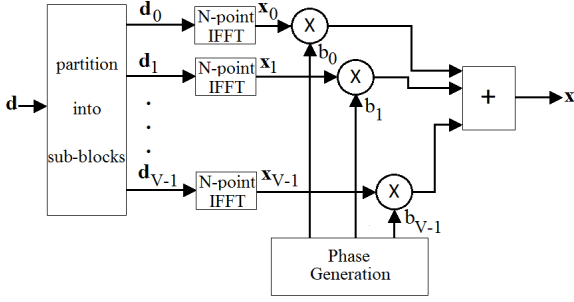 d
partition
into
sub-blocks
d0
d1
.
.
.
dV-1
N-point
IFFT
N-point
IFFT
N-point
IFFT
x0
x1
xV-1
X
X
X
b0
b1
bV-1
Phase
Generation
+
x